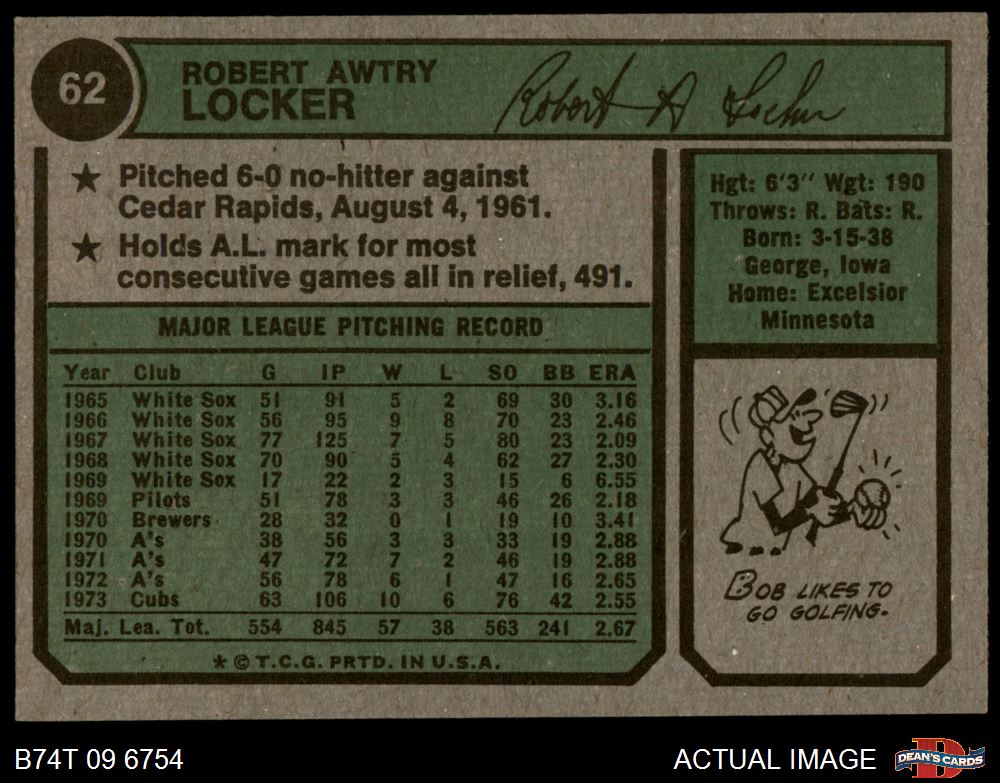 62
ROBERT AWTRY
LOCKER
Robert A Locker
★ Pitched 6-0 no-hitter against
Cedar Rapids, August 4, 1961.
★ Holds A.L. mark for most
consecutive games all in relief, 491.
Hgt: 6'3" Wgt: 190
Throws: R. Bats: R.
Born: 3-15-38
George, Iowa
Home: Excelsior
Minnesota
MAJOR LEAGUE PITCHING RECORD
Year Club G IP W L SO BB ERA
1965 White Sox 51 91 5 2 69 30 3.16
1966 White Sox 56 95 9 8 70 23 2.46
1967 White Sox 77 125 7 5 80 23 2.09
1968 White Sox 70 90 5 4 62 27 2.30
1969 White Sox 17 22 2 3 15 6 6.55
1969 Pilots 51 78 3 3 46 26 2.18
1970 Brewers 28 32 0 1 19 10 3.41
1970 A's 38 56 3 3 33 19 2.88
1971 A's 47 72 7 2 46 19 2.88
1972 A's 56 78 6 1 47 16 2.65
1973 Cubs 63 106 10 6 76 42 2.55
Maj. Lea. Tot. 554 845 57 38 563 241 2.67
* © T.C.G. PRTD. IN U.S.A.
BOB LIKES TO
GO GOLFING.
B74T 09 6754
ACTUAL IMAGE
D
DEAN'S CARDS